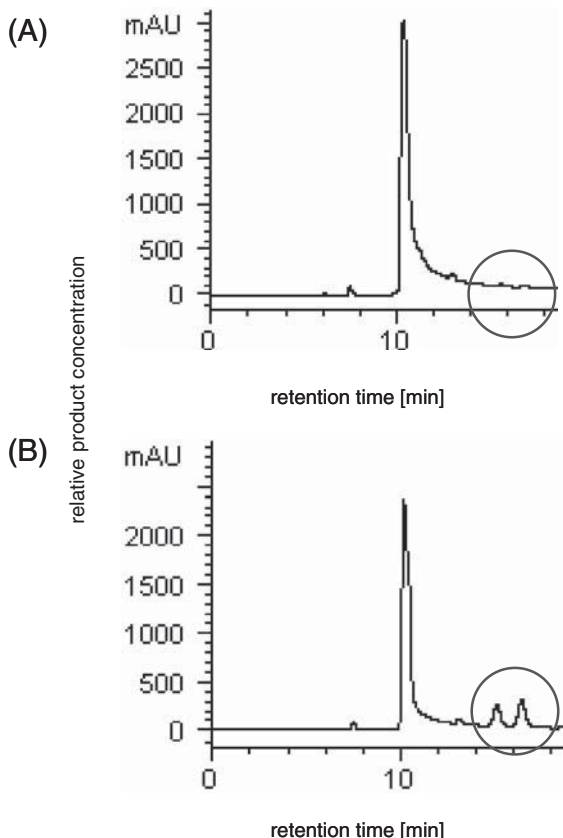 (A)
mAU
2500
2000
1500
1000
500
0
0 10
retention time [min]
relative product concentration
(B)
mAU
2000
1500
1000
500
0
0 10
retention time [min]